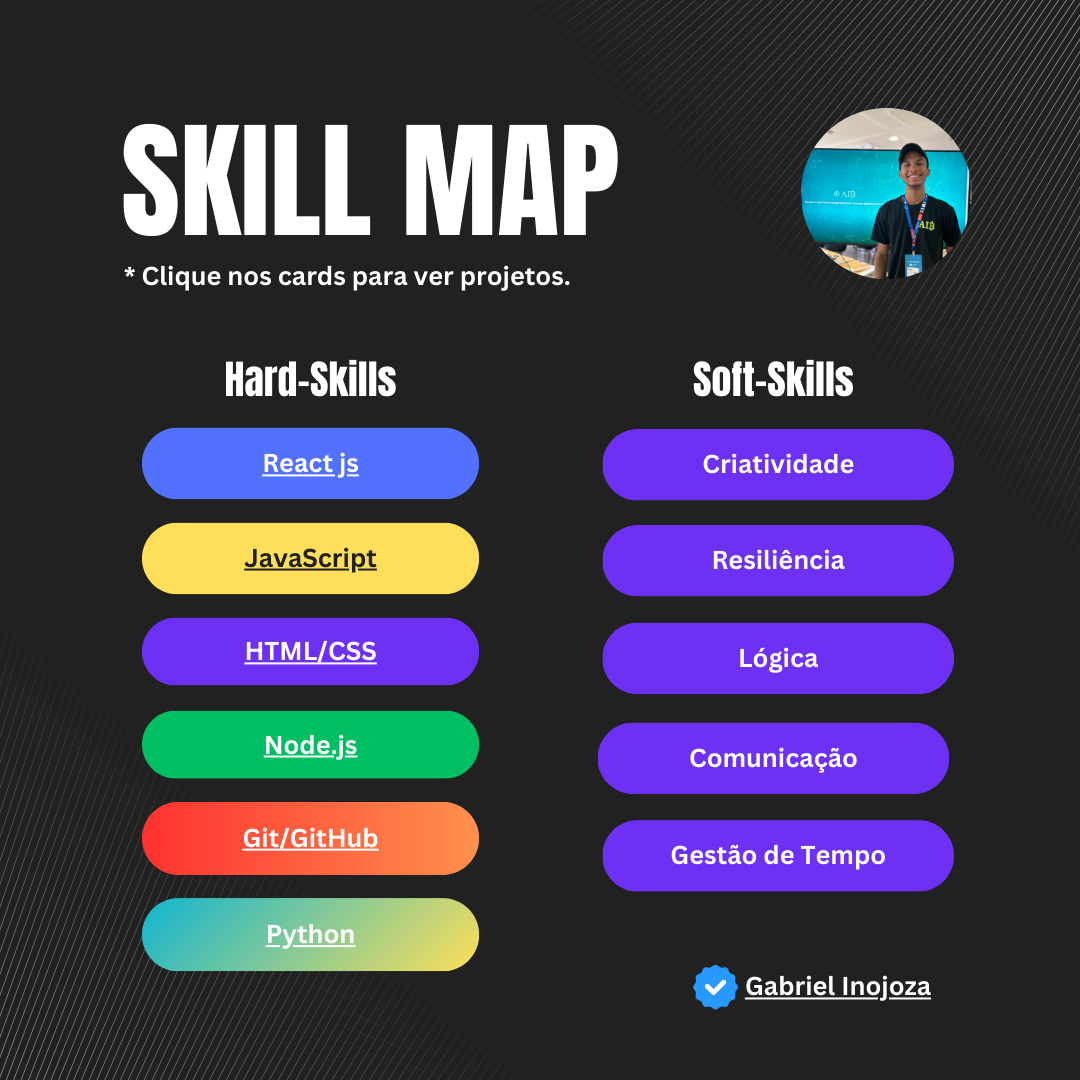 SKILL MAP
* Clique nos cards para ver projetos.
Hard-Skills
React js
JavaScript
HTML/CSS
Node.js
Git/GitHub
Python
Soft-Skills
Criatividade
Resiliência
Lógica
Comunicação
Gestão de Tempo
Gabriel Inojoza